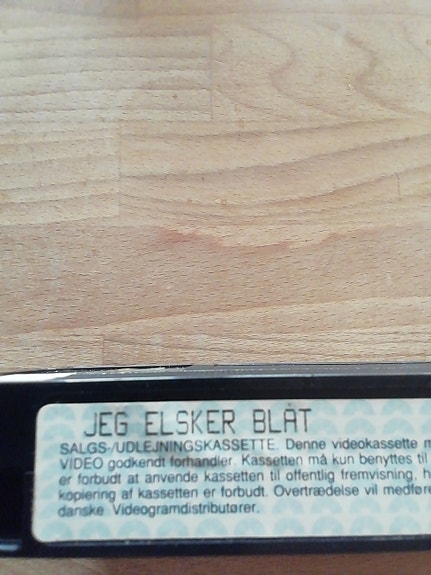 JEG ELSKER BLÅT
SALGS-/UDLEJNINGSKASSETTE. Denne videokassette
VIDEO godkendt forhandler. Kassetten må kun benyttes til
er forbudt at anvende kassetten til offentlig fremvisning,
kopiering af kassetten er forbudt. Overtrædelse vil medføre
danske Videogramdistributører.